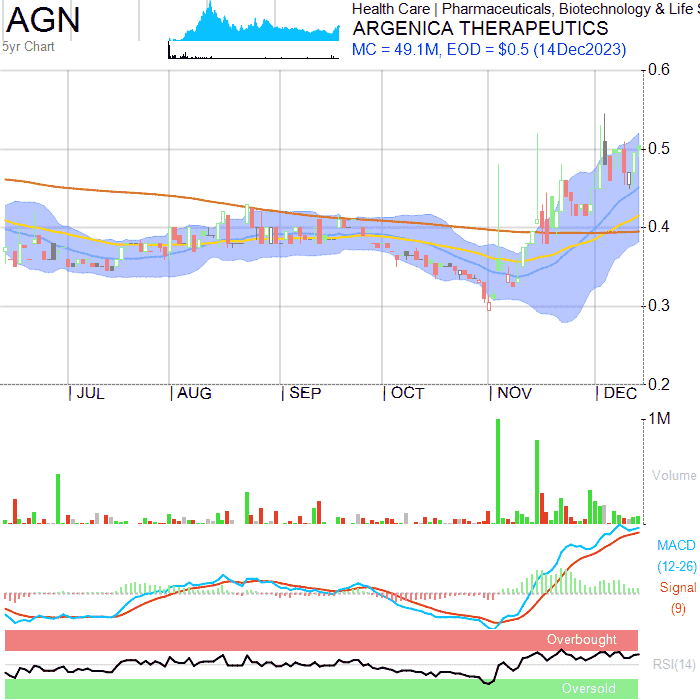 AGN
5yr Chart
Health Care | Pharmaceuticals, Biotechnology & Life S
ARGENICA THERAPEUTICS
MC = 49.1M, EOD = $0.5 (14Dec2023)
0.6
0.5
0.4
0.3
0.2
| JUL | AUG | SEP | OCT | NOV | DEC
1M
Volume
MACD
(12-26)
Signal
(9)
Overbought
RSI(14)
Oversold